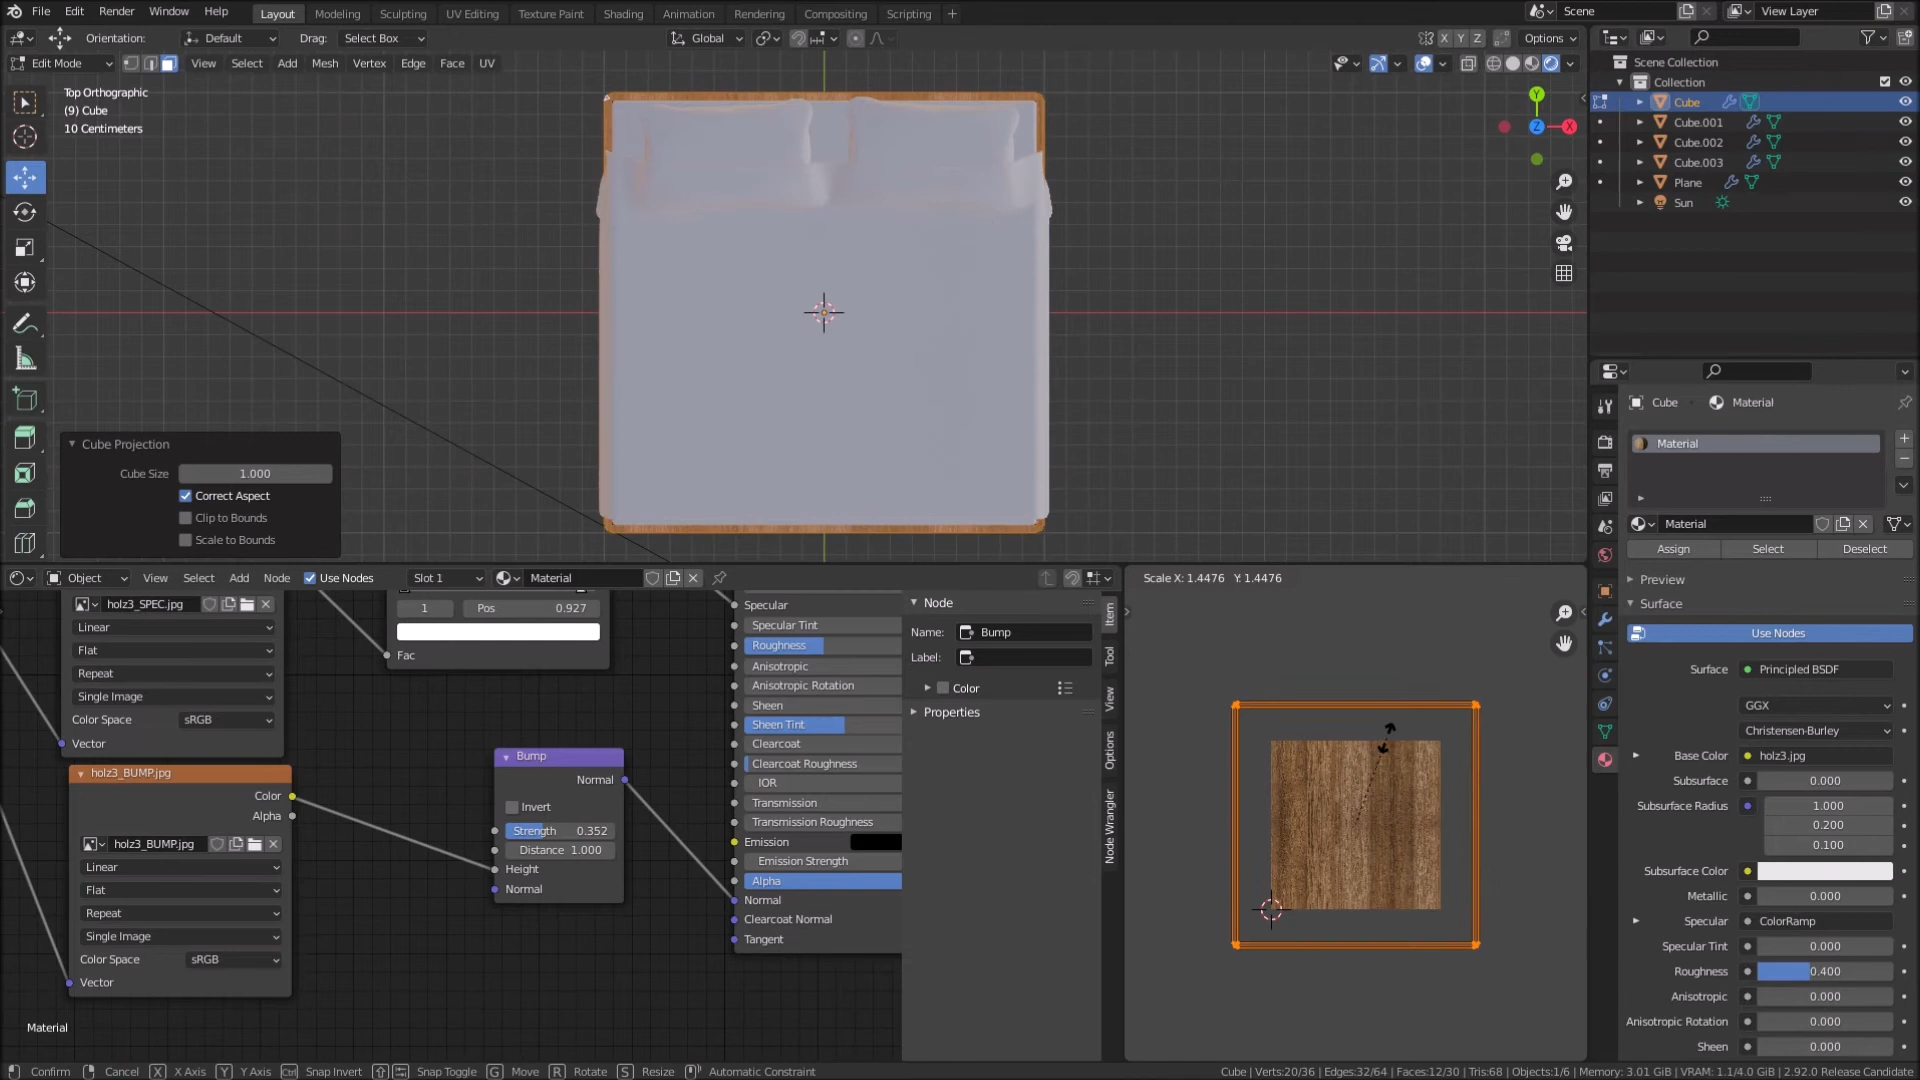 File Edit Render Window Help Layout Modeling Sculpting UV Editing Texture Paint Shading Animation Rendering Compositing Scripting + Scene View Layer
Orientation: Default Drag: Select Box Global X Y Z Options
Edit Mode View Select Add Mesh Vertex Edge Face UV
Top Orthographic
(9) Cube
10 Centimeters
Y
Z
X
Cube Projection
Cube Size 1.000
Correct Aspect
Clip to Bounds
Scale to Bounds
Scene Collection
Collection
Cube
Cube.001
Cube.002
Cube.003
Plane
Sun
Cube Material
Material
Material
Assign Select Deselect
Preview
Surface
Use Nodes
Surface Principled BSDF
GGX
Christensen-Burley
Base Color holz3.jpg
Subsurface 0.000
Subsurface Radius 1.000
0.200
0.100
Subsurface Color
Metallic 0.000
Specular ColorRamp
Specular Tint 0.000
Roughness 0.400
Anisotropic 0.000
Anisotropic Rotation 0.000
Sheen 0.000
Object View Select Add Node Use Nodes Slot 1 Material
holz3_SPEC.jpg
Linear
Flat
Repeat
Single Image
Color Space sRGB
Vector
1 Pos 0.927
Fac
holz3_BUMP.jpg
Color
Alpha
holz3_BUMP.jpg
Linear
Flat
Repeat
Single Image
Color Space sRGB
Vector
Material
Bump
Normal
Invert
Strength 0.352
Distance 1.000
Height
Normal
Specular
Specular Tint
Roughness
Anisotropic
Anisotropic Rotation
Sheen
Sheen Tint
Clearcoat
Clearcoat Roughness
IOR
Transmission
Transmission Roughness
Emission
Emission Strength
Alpha
Normal
Clearcoat Normal
Tangent
Node
Name: Bump
Label:
Color
Properties
Item
Tool
View
Options
Node Wrangler
Scale X: 1.4476 Y: 1.4476
Confirm Cancel X X Axis Y Y Axis Ctrl Snap Invert Snap Toggle G Move R Rotate S Resize Automatic Constraint Cube | Verts:20/36 | Edges:32/64 | Faces:12/30 | Tris:68 | Objects:1/6 | Memory: 3.01 GiB | VRAM: 1.1/4.0 GiB | 2.92.0 Release Candidate